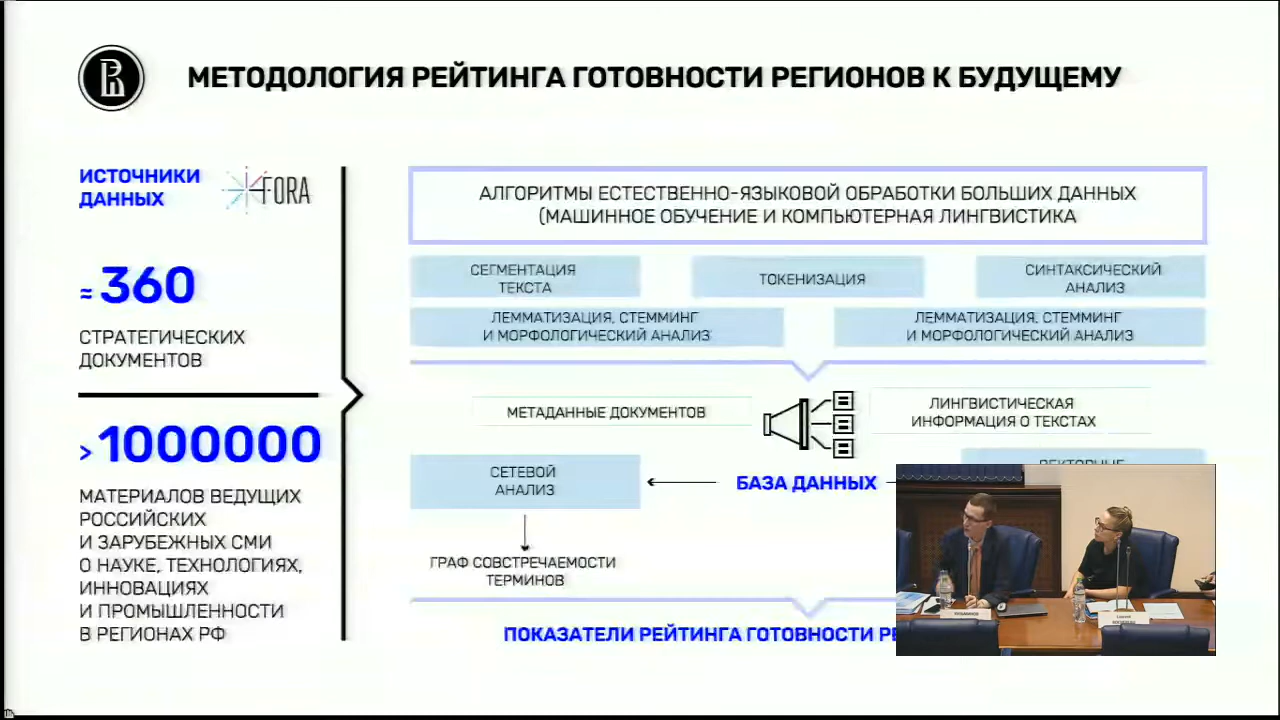 МЕТОДОЛОГИЯ РЕЙТИНГА ГОТОВНОСТИ РЕГИОНОВ К БУДУЩЕМУ
ИСТОЧНИКИ
ДАННЫХ
FORA
≈ 360
СТРАТЕГИЧЕСКИХ
ДОКУМЕНТОВ
> 1000000
МАТЕРИАЛОВ ВЕДУЩИХ
РОССИЙСКИХ
И ЗАРУБЕЖНЫХ СМИ
О НАУКЕ, ТЕХНОЛОГИЯХ,
ИННОВАЦИЯХ
И ПРОМЫШЛЕННОСТИ
В РЕГИОНАХ РФ
АЛГОРИТМЫ ЕСТЕСТВЕННО-ЯЗЫКОВОЙ ОБРАБОТКИ БОЛЬШИХ ДАННЫХ
(МАШИННОЕ ОБУЧЕНИЕ И КОМПЬЮТЕРНАЯ ЛИНГВИСТИКА
СЕГМЕНТАЦИЯ
ТЕКСТА
ТОКЕНИЗАЦИЯ
СИНТАКСИЧЕСКИЙ
АНАЛИЗ
ЛЕММАТИЗАЦИЯ, СТЕММИНГ
И МОРФОЛОГИЧЕСКИЙ АНАЛИЗ
ЛЕММАТИЗАЦИЯ, СТЕММИНГ
И МОРФОЛОГИЧЕСКИЙ АНАЛИЗ
МЕТАДАННЫЕ ДОКУМЕНТОВ
ЛИНГВИСТИЧЕСКАЯ
ИНФОРМАЦИЯ О ТЕКСТАХ
СЕТЕВОЙ
АНАЛИЗ
БАЗА ДАННЫХ
ВЕКТОРНЫЕ
ГРАФ СОВСТРЕЧАЕМОСТИ
ТЕРМИНОВ
ПОКАЗАТЕЛИ РЕЙТИНГА ГОТОВНОСТИ